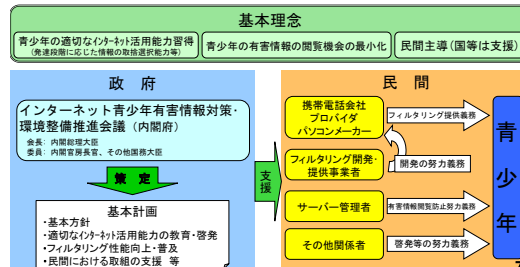 基本理念
青少年の適切なインターネット活用能力習得
(発達段階に応じた情報の取捨選択能力等)
青少年の有害情報の閲覧機会の最小化
民間主導(国等は支援)
政府
インターネット青少年有害情報対策・
環境整備推進会議(内閣府)
会長: 内閣総理大臣
委員: 内閣官房長官、その他国務大臣
策定
基本計画
・基本方針
・適切なインターネット活用能力の教育・啓発
・フィルタリング性能向上・普及
・民間における取組の支援 等
支援
民間
携帯電話会社
プロバイダ
パソコンメーカー
フィルタリング提供義務
フィルタリング開発・
提供事業者
開発の努力義務
サーバー管理者
有害情報閲覧防止努力義務
その他関係者
啓発等の努力義務
青少年